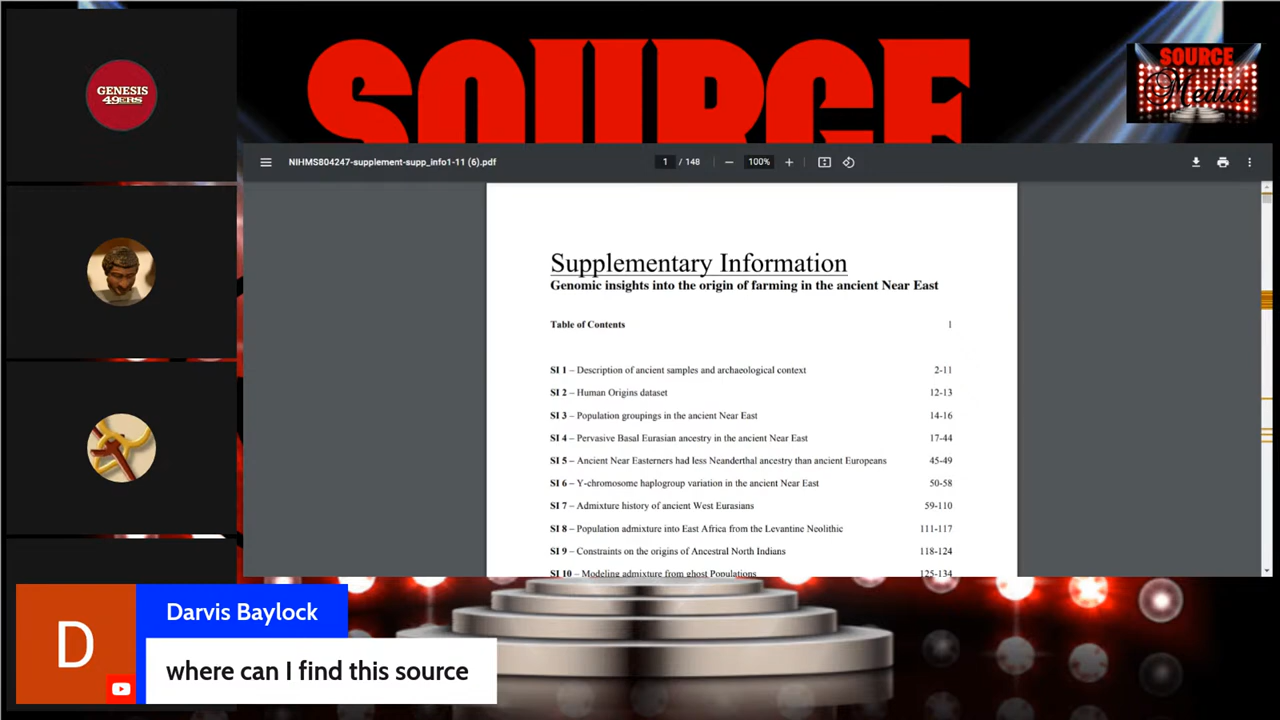 GENESIS
49ERS
SOURCE
SOURCE
Media
NIHMS804247-supplement-supp_info1-11 (6).pdf
1 / 148
100%
Supplementary Information
Genomic insights into the origin of farming in the ancient Near East
Table of Contents 1
SI 1 – Description of ancient samples and archaeological context 2-11
SI 2 – Human Origins dataset 12-13
SI 3 – Population groupings in the ancient Near East 14-16
SI 4 – Pervasive Basal Eurasian ancestry in the ancient Near East 17-44
SI 5 – Ancient Near Easterners had less Neanderthal ancestry than ancient Europeans 45-49
SI 6 – Y-chromosome haplogroup variation in the ancient Near East 50-58
SI 7 – Admixture history of ancient West Eurasians 59-110
SI 8 – Population admixture into East Africa from the Levantine Neolithic 111-117
SI 9 – Constraints on the origins of Ancestral North Indians 118-124
SI 10 – Modeling admixture from ghost Populations 125-134
D
Darvis Baylock
where can I find this source